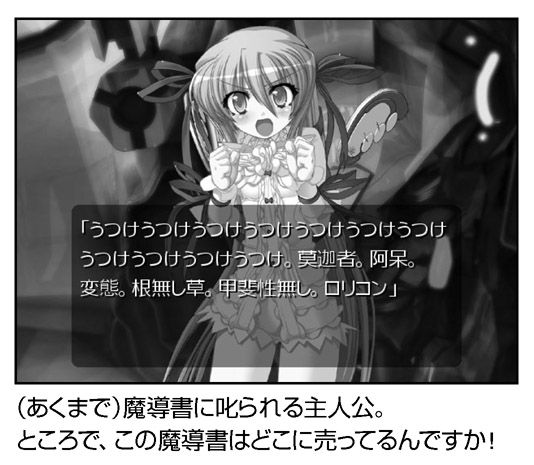 「うつけうつけうつけうつけうつけうつけうつけ
うつけうつけうつけうつけ。莫迦者。阿呆。
変態。根無し草。甲斐性無し。ロリコン」
(あくまで)魔導書に叱られる主人公。
ところで、この魔導書はどこに売ってるんですか!